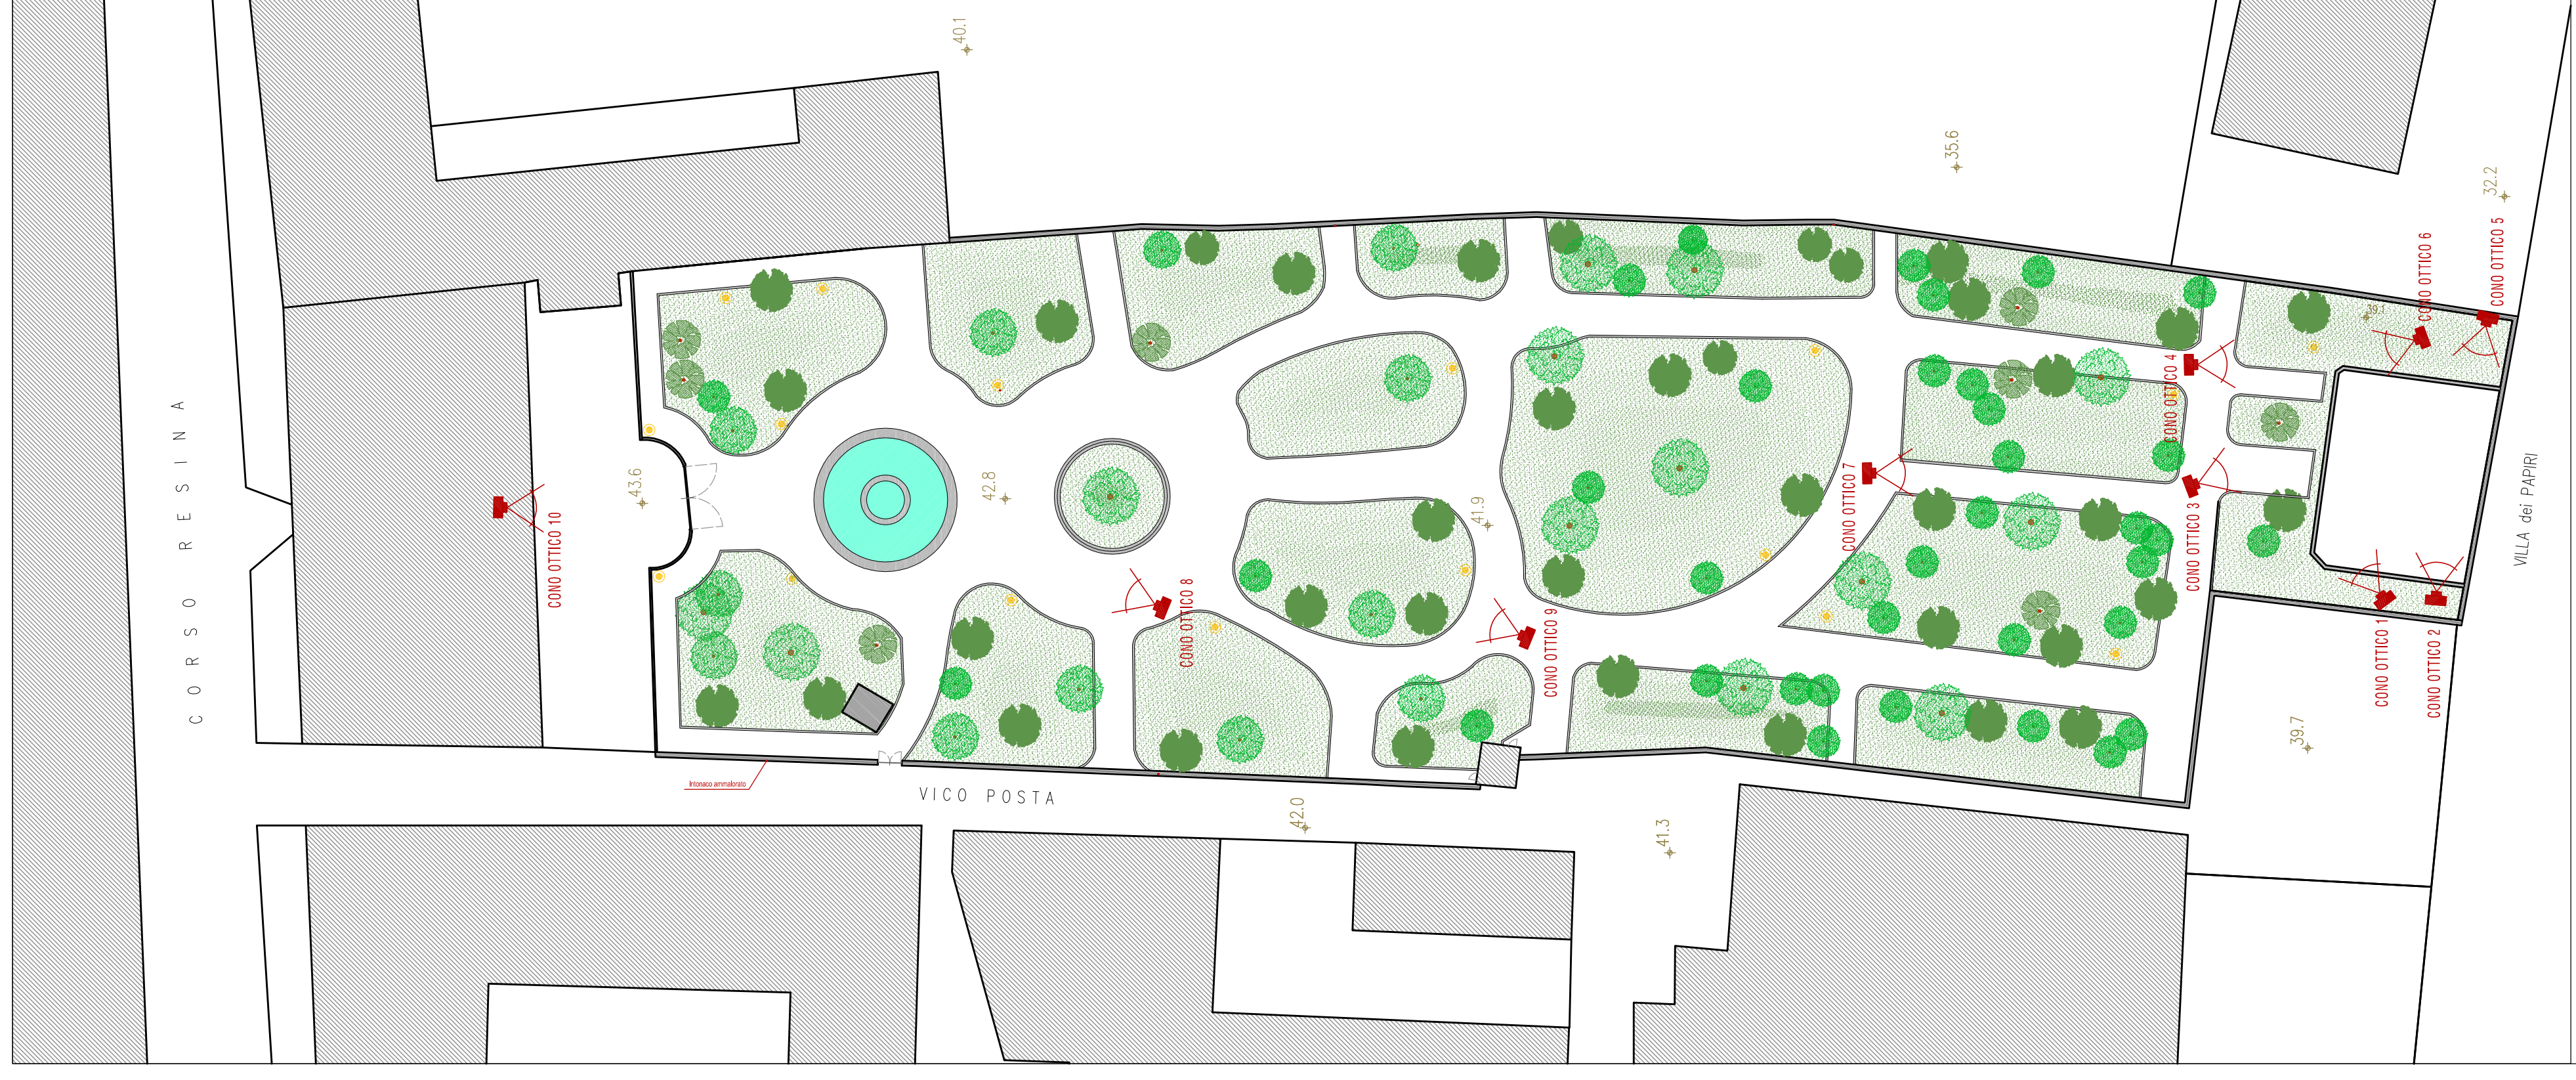 40.1
35.6
32.2
CONO OTTICO 5
CONO OTTICO 6
39.1
CONO OTTICO 4
CORSO RESINA
43.6
42.8
41.9
CONO OTTICO 7
CONO OTTICO 3
VILLA dei PAPIRI
CONO OTTICO 10
CONO OTTICO 8
CONO OTTICO 9
CONO OTTICO 1
CONO OTTICO 2
39.7
Intonaco ammalorato
VICO POSTA
42.0
41.3